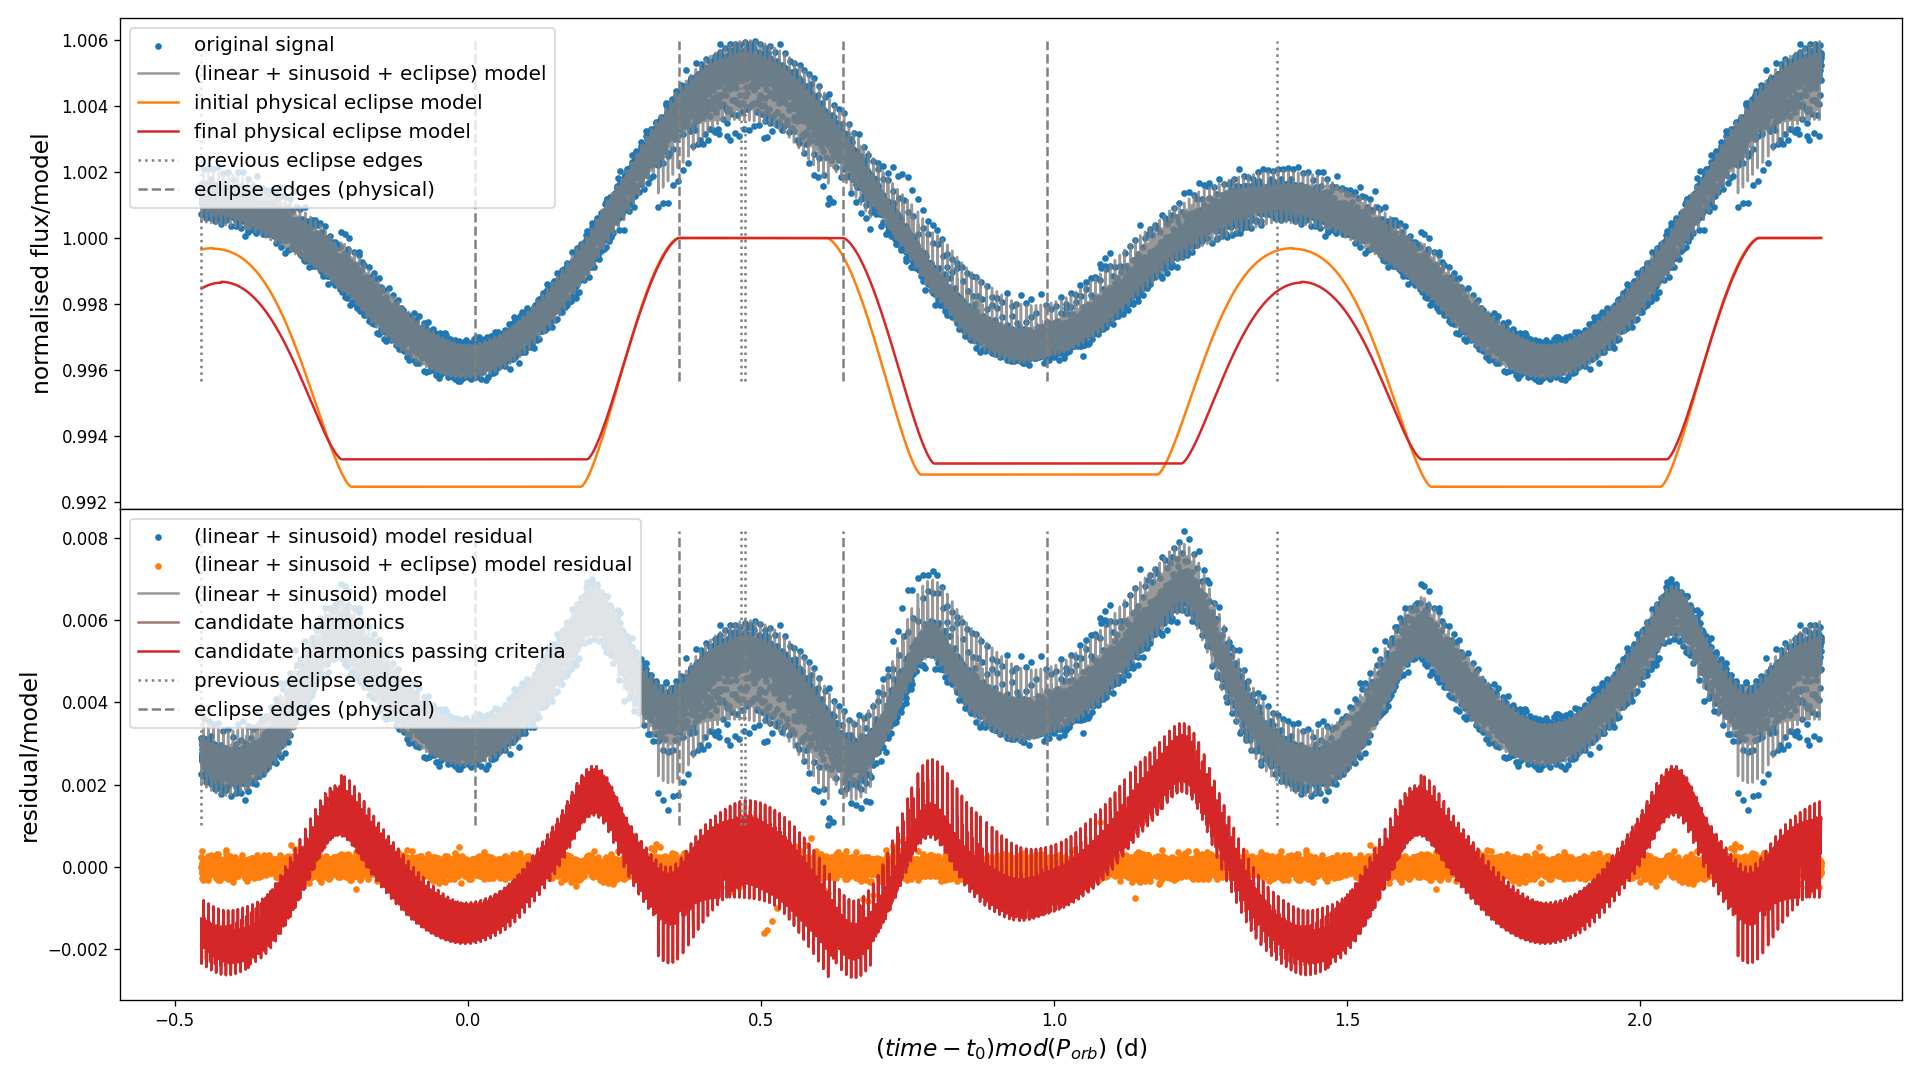 normalised flux/model
1.006
1.004
1.002
1.000
0.998
0.996
0.994
0.992
original signal
(linear + sinusoid + eclipse) model
initial physical eclipse model
final physical eclipse model
previous eclipse edges
eclipse edges (physical)
residual/model
0.008
0.006
0.004
0.002
0.000
−0.002
(linear + sinusoid) model residual
(linear + sinusoid + eclipse) model residual
(linear + sinusoid) model
candidate harmonics
candidate harmonics passing criteria
previous eclipse edges
eclipse edges (physical)
−0.5 0.0 0.5 1.0 1.5 2.0
(time − t₀)mod(Pₒᵣb) (d)